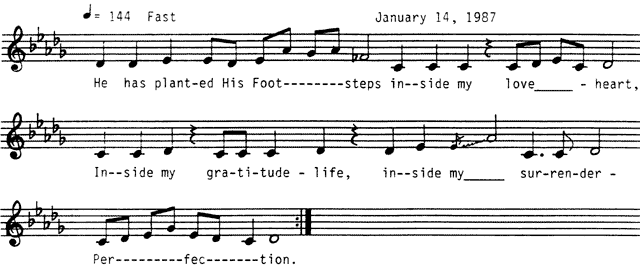 ♩= 144 Fast January 14, 1987
He has plant-ed His Foot--------steps in--side my love_____ - heart,
In--side my gra-ti-tude - life, in--side my_____ sur-ren-der -
Per---------fec-------tion.